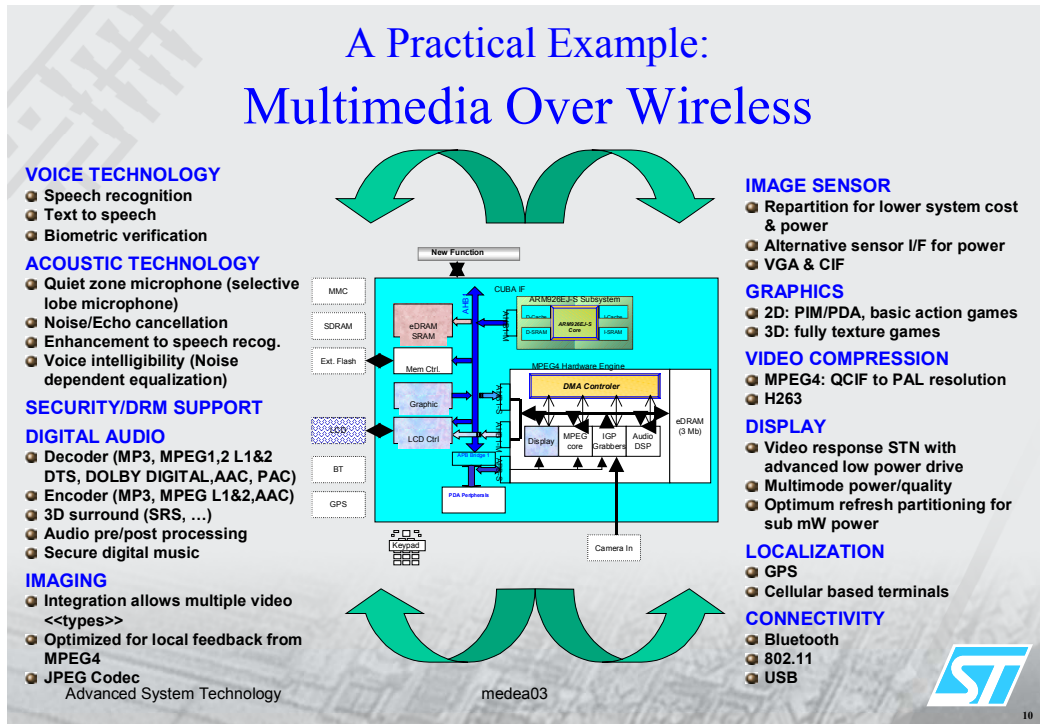 A Practical Example:
Multimedia Over Wireless
VOICE TECHNOLOGY
Speech recognition
Text to speech
Biometric verification
ACOUSTIC TECHNOLOGY
Quiet zone microphone (selective
lobe microphone)
Noise/Echo cancellation
Enhancement to speech recog.
Voice intelligibility (Noise
dependent equalization)
SECURITY/DRM SUPPORT
DIGITAL AUDIO
Decoder (MP3, MPEG1,2 L1&2
DTS, DOLBY DIGITAL,AAC, PAC)
Encoder (MP3, MPEG L1&2,AAC)
3D surround (SRS, …)
Audio pre/post processing
Secure digital music
IMAGING
Integration allows multiple video
<<types>>
Optimized for local feedback from
MPEG4
JPEG Codec
New Function
MMC
SDRAM
Ext. Flash
LCD
BT
GPS
Keypad
CUBA IF
AHB
eDRAM
SRAM
Mem Ctrl.
Graphic
LCD Ctrl
APB Bridge 1
PDA Peripherals
ARM926EJ-S Subsystem
D-Cache
I-Cache
ARM926EJ-S
Core
D-SRAM
I-SRAM
MPEG4 Hardware Engine
DMA Controler
Display
MPEG
core
IGP
Grabbers
Audio
DSP
eDRAM
(3 Mb)
Camera In
IMAGE SENSOR
Repartition for lower system cost
& power
Alternative sensor I/F for power
VGA & CIF
GRAPHICS
2D: PIM/PDA, basic action games
3D: fully texture games
VIDEO COMPRESSION
MPEG4: QCIF to PAL resolution
H263
DISPLAY
Video response STN with
advanced low power drive
Multimode power/quality
Optimum refresh partitioning for
sub mW power
LOCALIZATION
GPS
Cellular based terminals
CONNECTIVITY
Bluetooth
802.11
USB
Advanced System Technology
medea03
ST
10